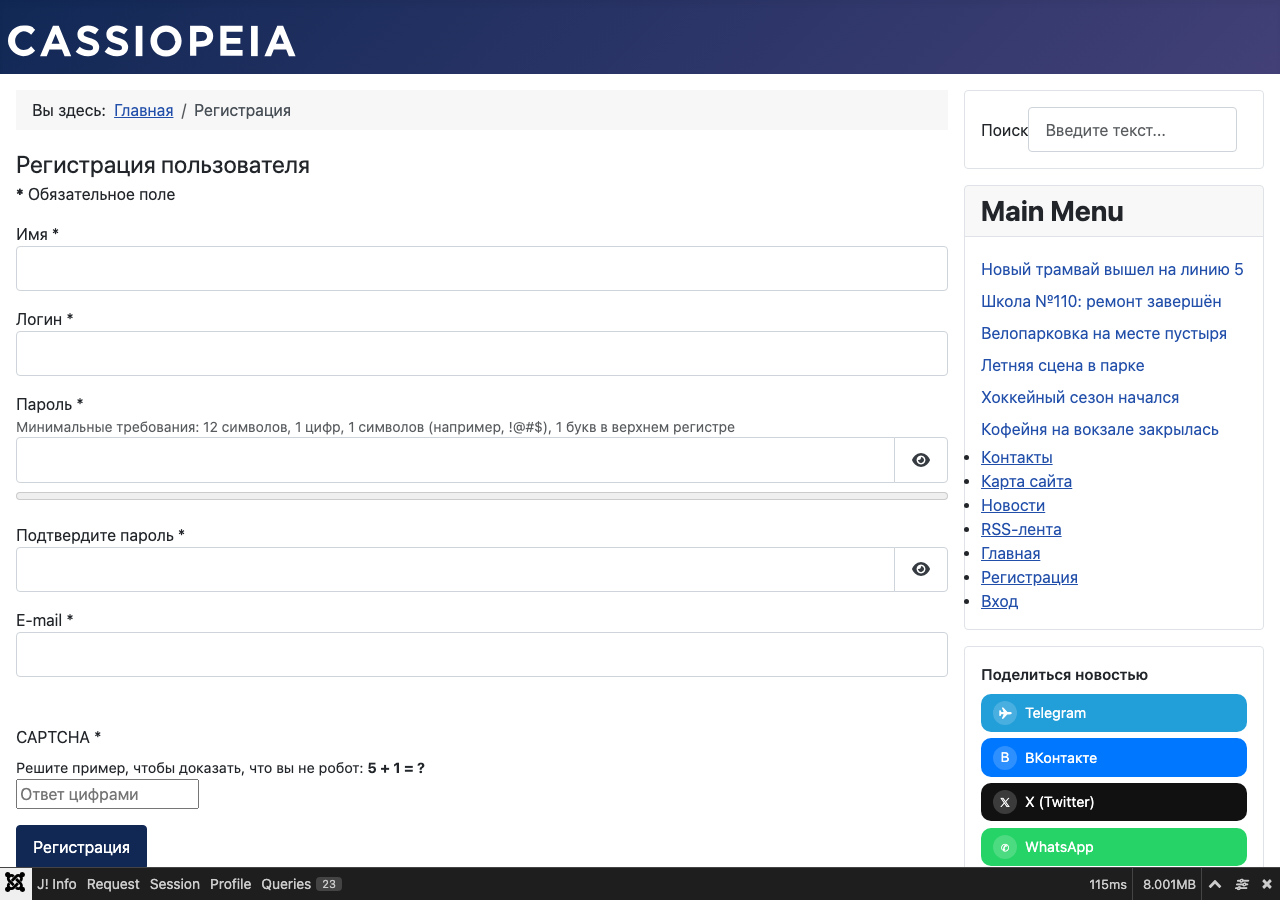 CASSIOPEIA
Вы здесь: Главная / Регистрация
Регистрация пользователя
* Обязательное поле
Имя *
Логин *
Пароль *
Минимальные требования: 12 символов, 1 цифр, 1 символов (например, !@#$), 1 букв в верхнем регистре
Подтвердите пароль *
E-mail *
CAPTCHA *
Решите пример, чтобы доказать, что вы не робот: 5 + 1 = ?
Ответ цифрами
Регистрация
Поиск Введите текст...
Main Menu
Новый трамвай вышел на линию 5
Школа №110: ремонт завершён
Велопарковка на месте пустыря
Летняя сцена в парке
Хоккейный сезон начался
Кофейня на вокзале закрылась
Контакты
Карта сайта
Новости
RSS-лента
Главная
Регистрация
Вход
Поделиться новостью
Telegram
B ВКонтакте
𝕏 X (Twitter)
WhatsApp
J! Info Request Session Profile Queries 23 115ms 8.001MB